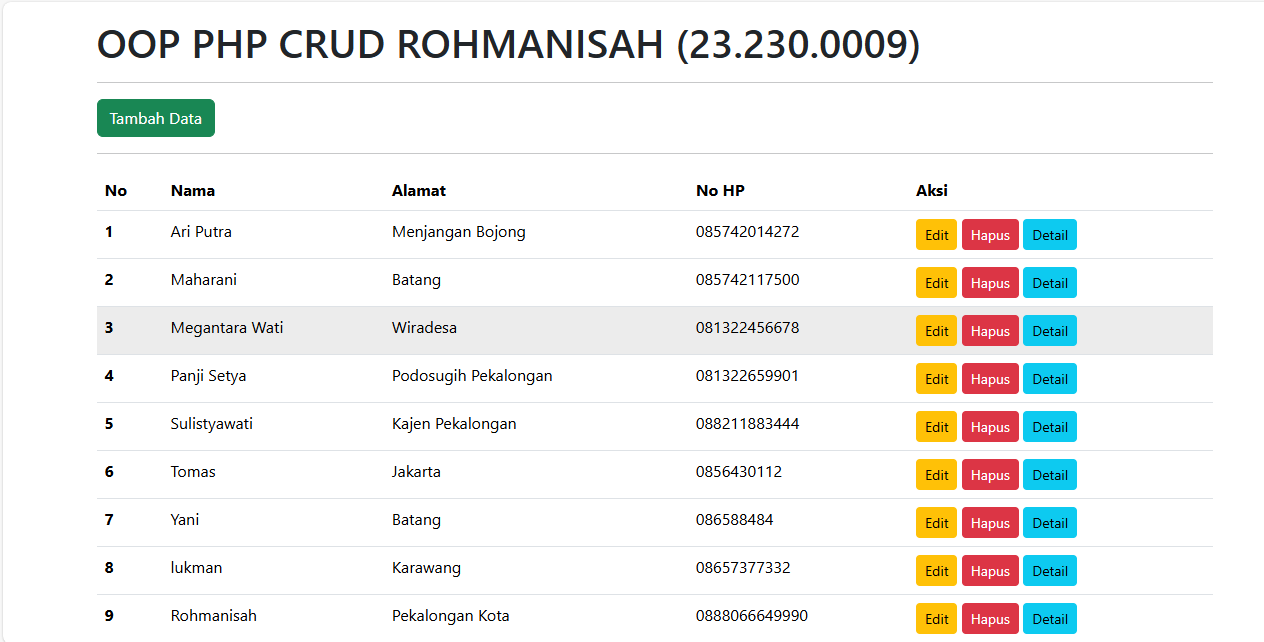 OOP PHP CRUD ROHMANISAH (23.230.0009)
Tambah Data
No Nama Alamat No HP Aksi
1 Ari Putra Menjangan Bojong 085742014272 Edit Hapus Detail
2 Maharani Batang 085742117500 Edit Hapus Detail
3 Megantara Wati Wiradesa 081322456678 Edit Hapus Detail
4 Panji Setya Podosugih Pekalongan 081322659901 Edit Hapus Detail
5 Sulistyawati Kajen Pekalongan 088211883444 Edit Hapus Detail
6 Tomas Jakarta 0856430112 Edit Hapus Detail
7 Yani Batang 086588484 Edit Hapus Detail
8 lukman Karawang 08657377332 Edit Hapus Detail
9 Rohmanisah Pekalongan Kota 0888066649990 Edit Hapus Detail